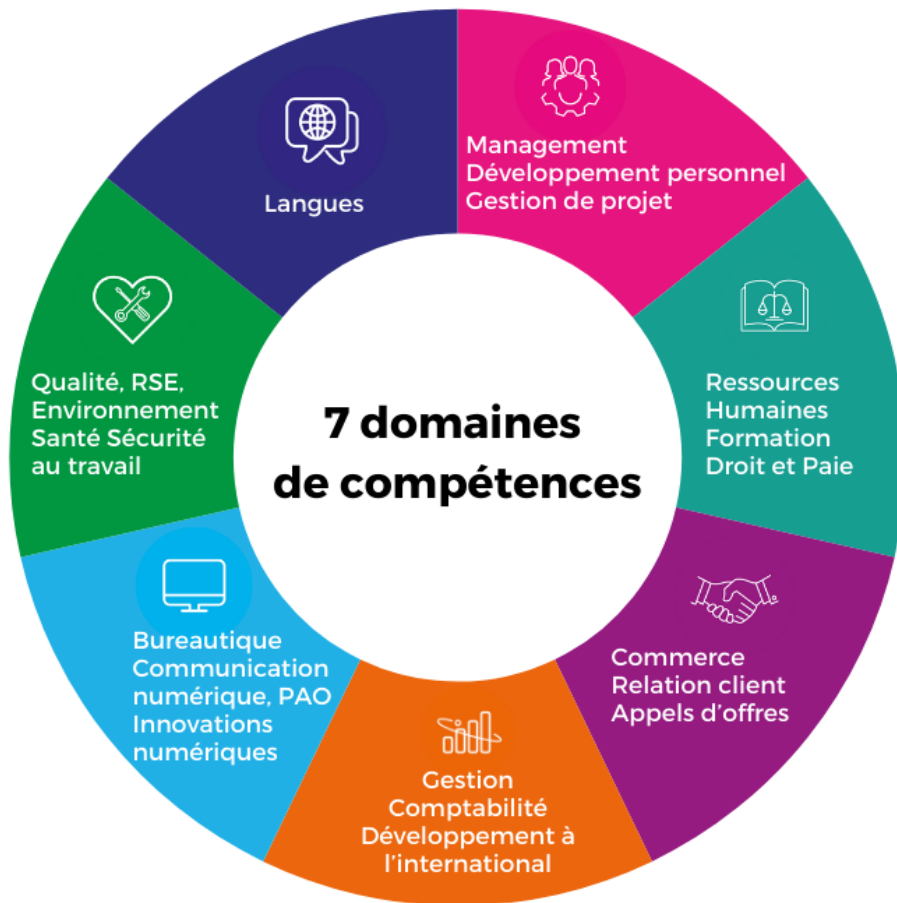 Langues
Management
Développement personnel
Gestion de projet
Ressources
Humaines
Formation
Droit et Paie
Commerce
Relation client
Appels d'offres
Gestion
Comptabilité
Développement à
l'international
Bureautique
Communication
numérique, PAO
Innovations
numériques
Qualité, RSE,
Environnement
Santé Sécurité
au travail
7 domaines
de compétences